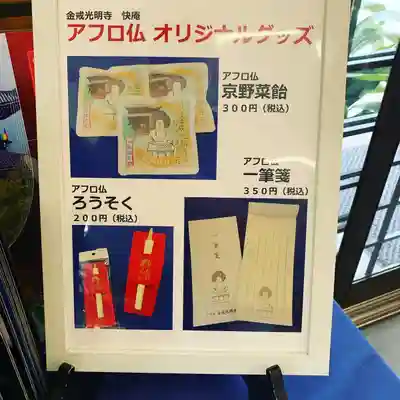 金戒光明寺 快庵
アフロ仏 オリジナルグッズ
アフロ仏
京野菜飴
300円（税込）
アフロ仏
一筆箋
350円（税込）
アフロ仏
ろうそく
200円（税込）
一筆箋